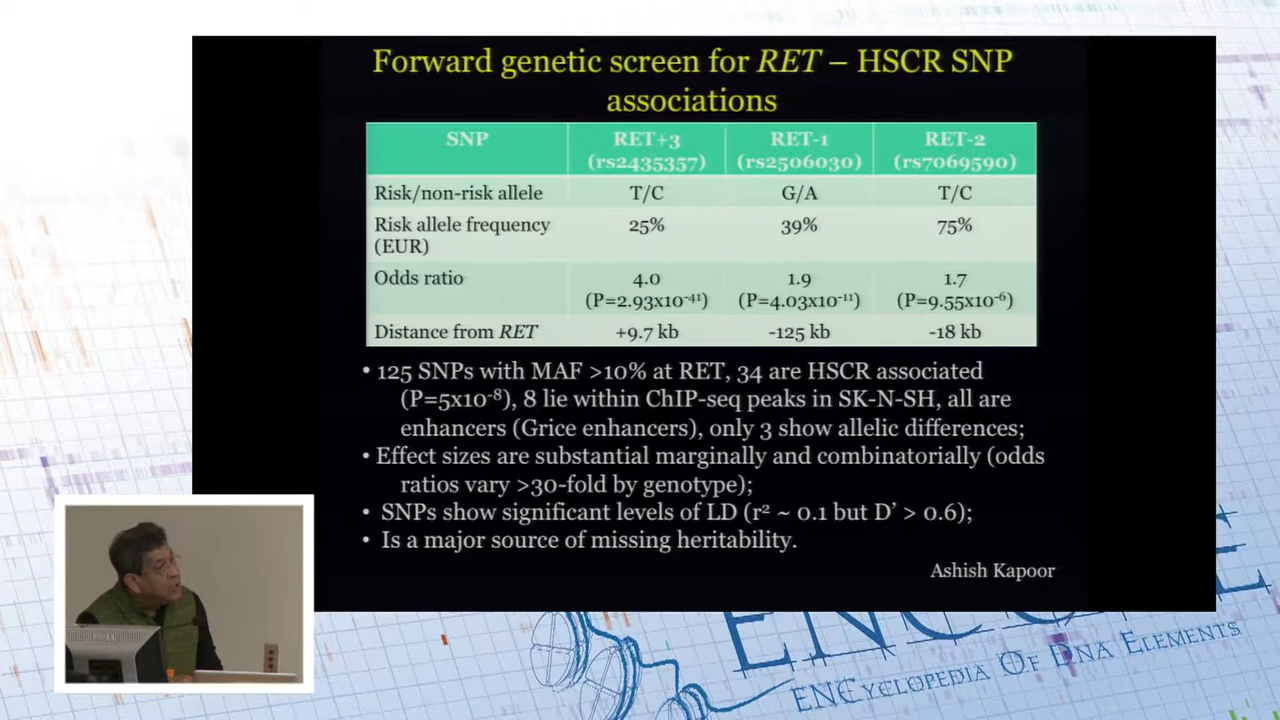 Forward genetic screen for RET – HSCR SNP
associations
SNP RET+3 RET-1 RET-2
(rs2435357) (rs2506030) (rs7069590)
Risk/non-risk allele T/C G/A T/C
Risk allele frequency 25% 39% 75%
(EUR)
Odds ratio 4.0 1.9 1.7
(P=2.93x10⁻⁴¹) (P=4.03x10⁻¹¹) (P=9.55x10⁻⁶)
Distance from RET +9.7 kb -125 kb -18 kb
• 125 SNPs with MAF >10% at RET, 34 are HSCR associated
(P=5x10⁻⁸), 8 lie within ChIP-seq peaks in SK-N-SH, all are
enhancers (Grice enhancers), only 3 show allelic differences;
• Effect sizes are substantial marginally and combinatorially (odds
ratios vary >30-fold by genotype);
• SNPs show significant levels of LD (r² ~ 0.1 but D’ > 0.6);
• Is a major source of missing heritability.
Ashish Kapoor
ENCYCLOPEDIA OF DNA ELEMENTS